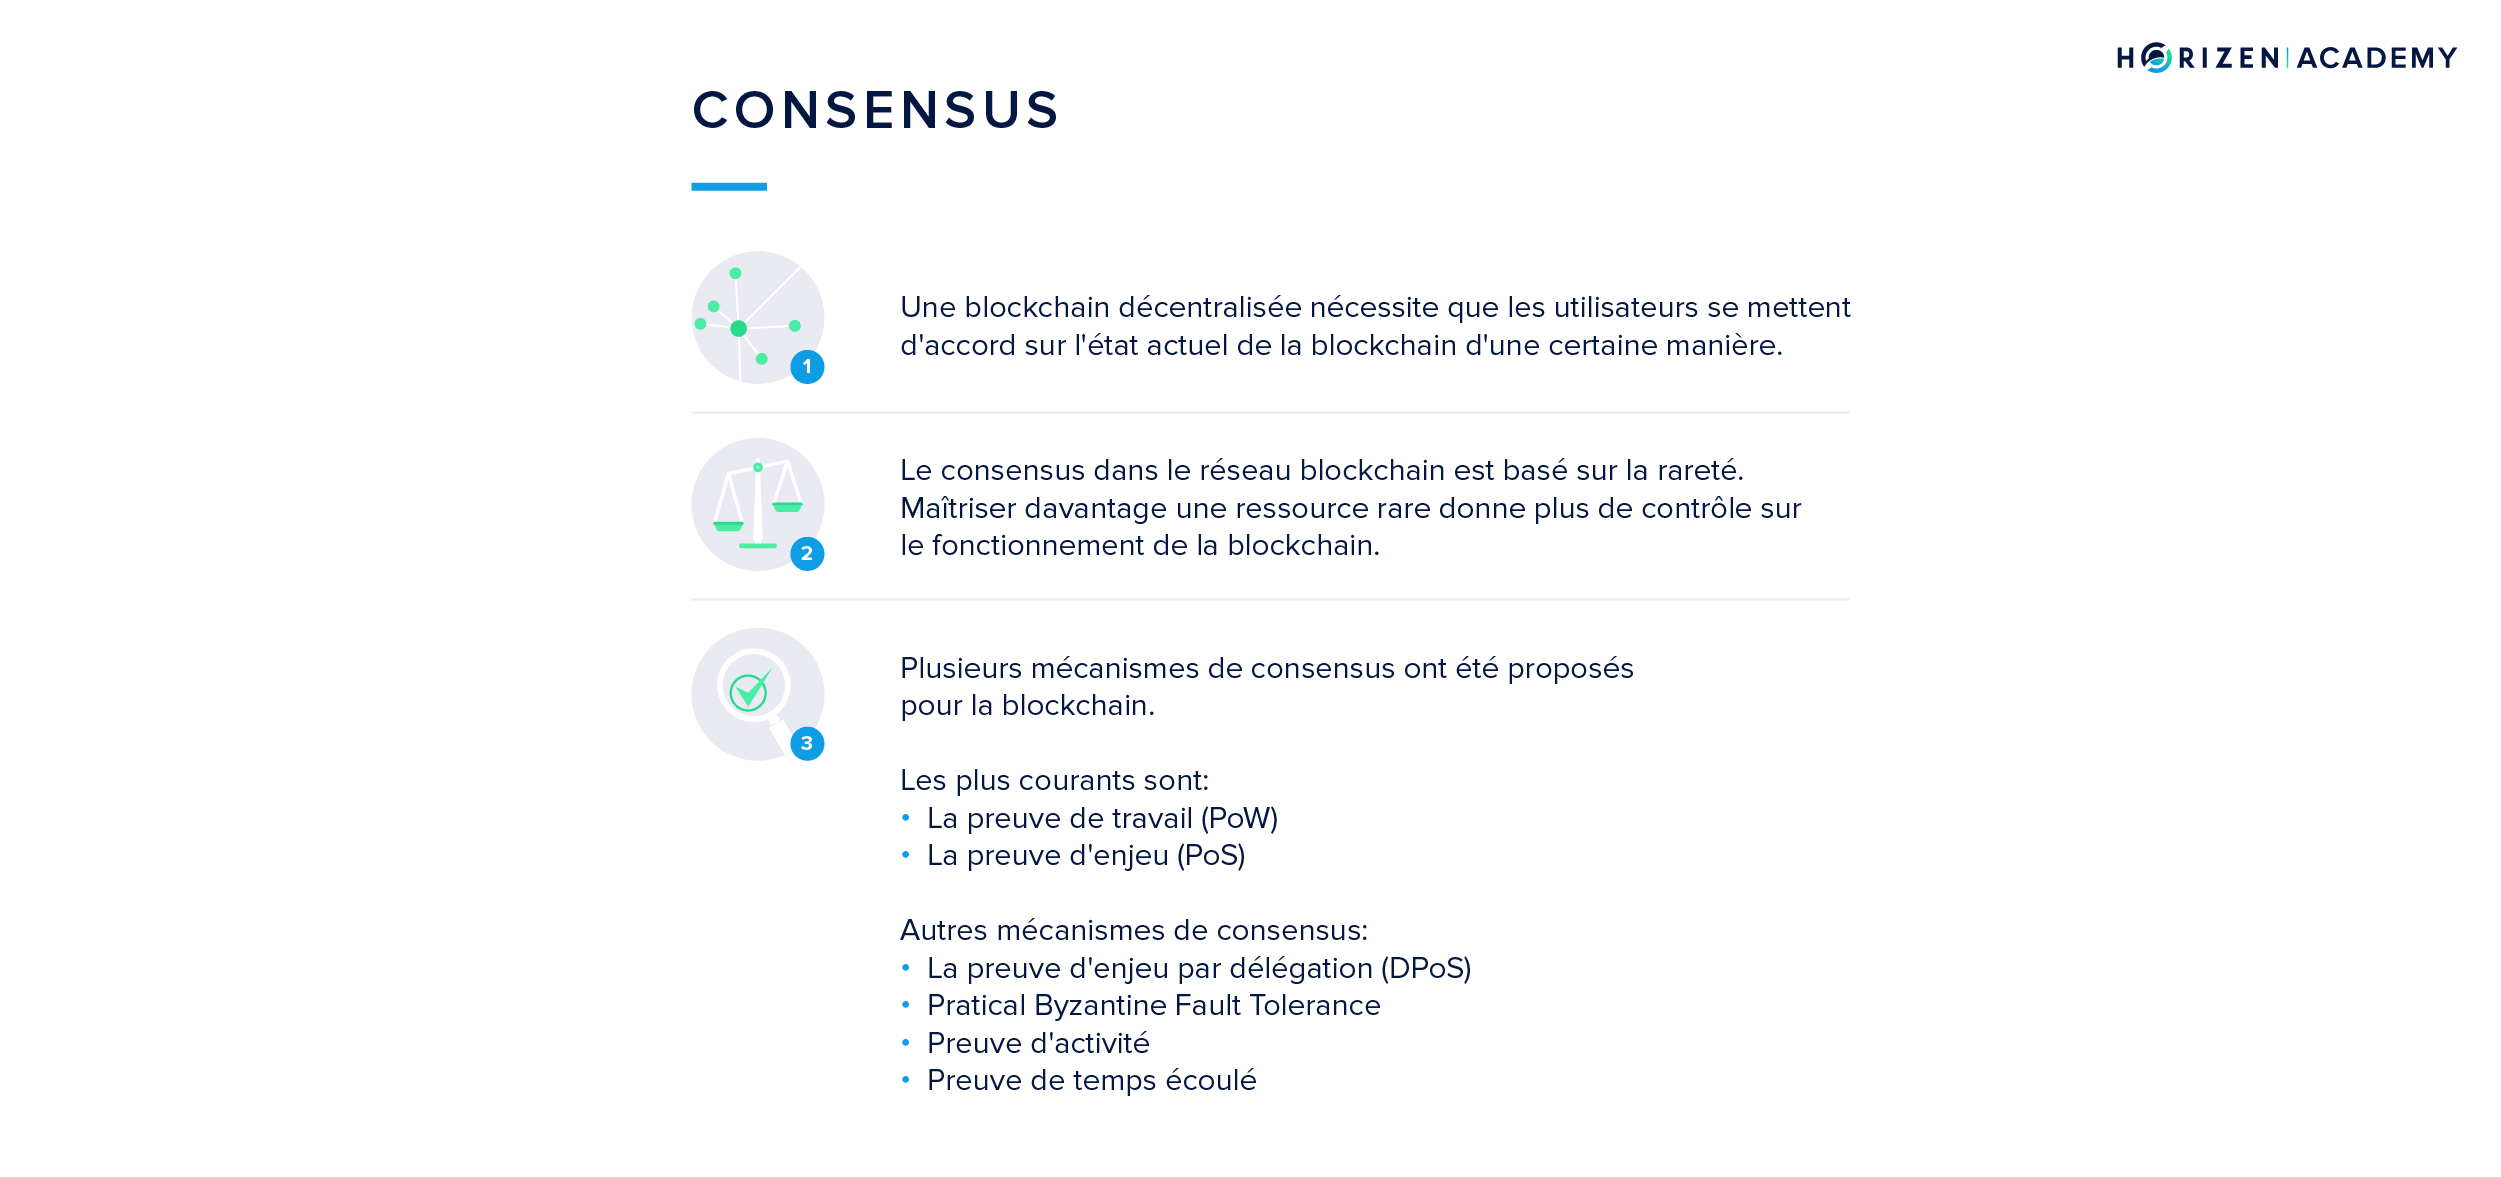 HORIZEN | ACADEMY
CONSENSUS
1
Une blockchain décentralisée nécessite que les utilisateurs se mettent
d'accord sur l'état actuel de la blockchain d'une certaine manière.
2
Le consensus dans le réseau blockchain est basé sur la rareté.
Maîtriser davantage une ressource rare donne plus de contrôle sur
le fonctionnement de la blockchain.
3
Plusieurs mécanismes de consensus ont été proposés
pour la blockchain.
Les plus courants sont:
• La preuve de travail (PoW)
• La preuve d'enjeu (PoS)
Autres mécanismes de consensus:
• La preuve d'enjeu par délégation (DPoS)
• Pratical Byzantine Fault Tolerance
• Preuve d'activité
• Preuve de temps écoulé